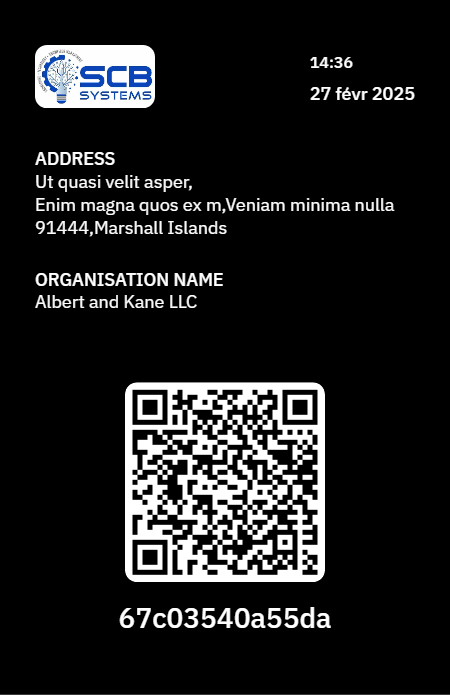 SCB
SYSTEMS
14:36
27 févr 2025
ADDRESS
Ut quasi velit asper,
Enim magna quos ex m,Veniam minima nulla
91444,Marshall Islands
ORGANISATION NAME
Albert and Kane LLC
67c03540a55da